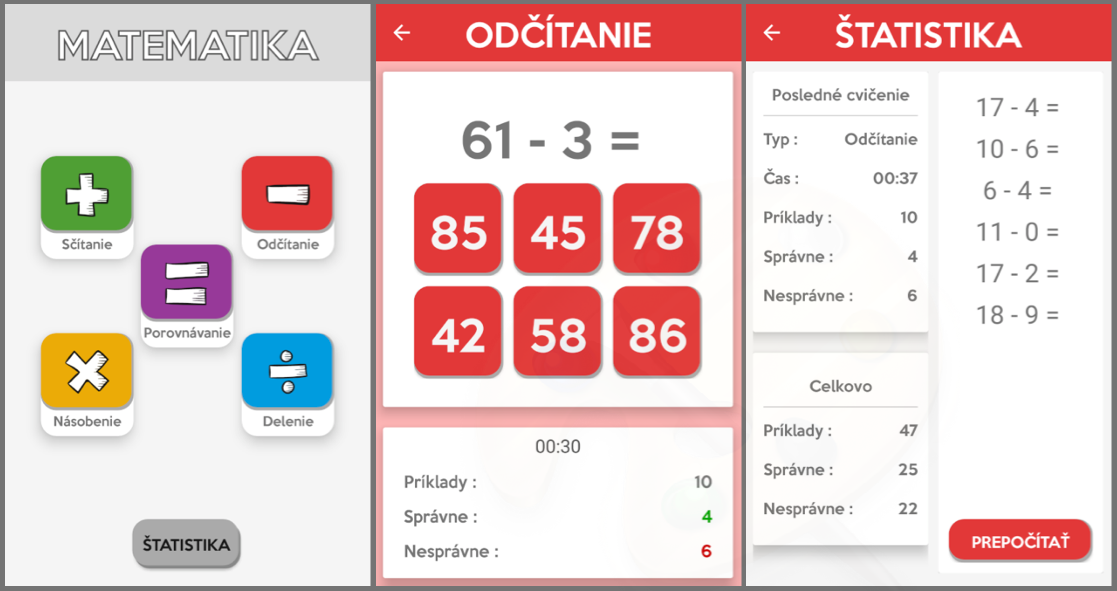 MATEMATIKA
Sčítanie
Odčítanie
Porovnávanie
Násobenie
Delenie
ŠTATISTIKA
ODČÍTANIE
61 - 3 =
85 45 78
42 58 86
00:30
Príklady : 10
Správne : 4
Nesprávne : 6
ŠTATISTIKA
Posledné cvičenie
Typ : Odčítanie
Čas : 00:37
Príklady : 10
Správne : 4
Nesprávne : 6
Celkovo
Príklady : 47
Správne : 25
Nesprávne : 22
17 - 4 =
10 - 6 =
6 - 4 =
11 - 0 =
17 - 2 =
18 - 9 =
PREPOČÍTAŤ